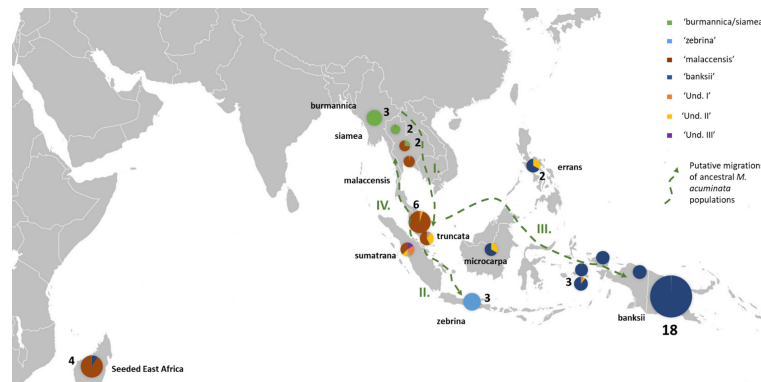 'burmannica/siamea'
'zebrina'
'malaccensis'
'banksii'
'Und. I'
'Und. II'
'Und. III'
Putative migrations
of ancestral M.
acuminata
populations
burmannica
3
siamea
2
2
I.
malaccensis
errans
2
IV.
6
III.
truncata
sumatrana
microcarpa
3
II.
3
zebrina
banksii
18
4
Seeded East Africa